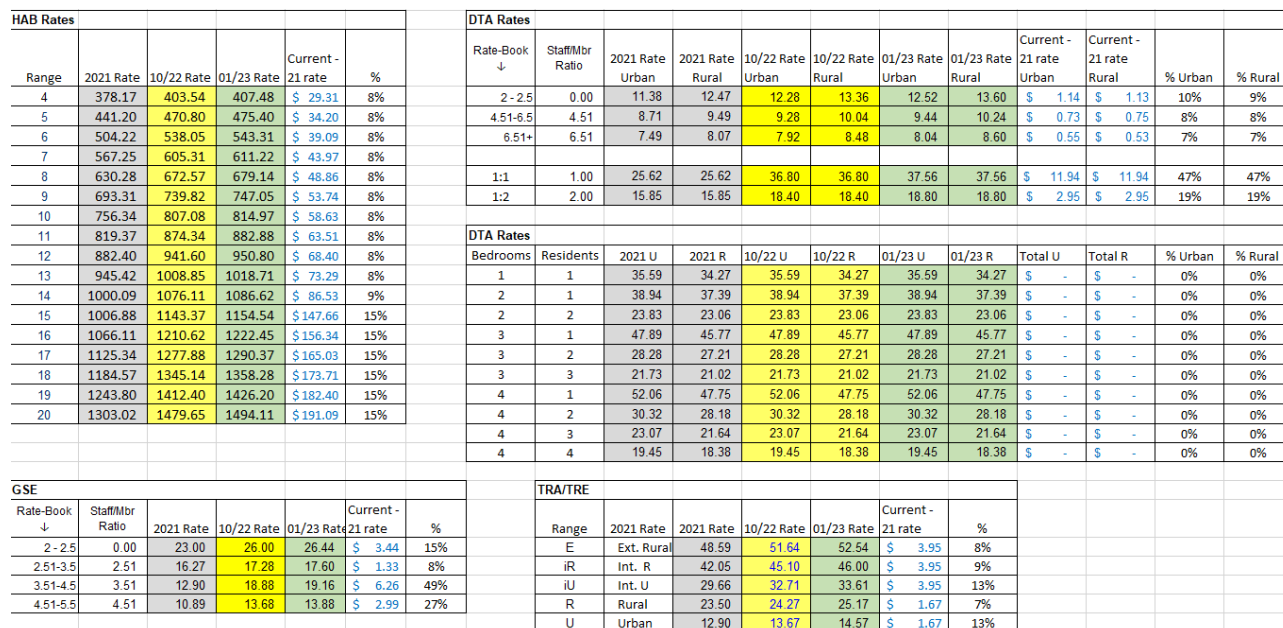 HAB Rates
Range 2021 Rate 10/22 Rate 01/23 Rate Current - 21 rate %
4 378.17 403.54 407.48 $ 29.31 8%
5 441.20 470.80 475.40 $ 34.20 8%
6 504.22 538.05 543.31 $ 39.09 8%
7 567.25 605.31 611.22 $ 43.97 8%
8 630.28 672.57 679.14 $ 48.86 8%
9 693.31 739.82 747.05 $ 53.74 8%
10 756.34 807.08 814.97 $ 58.63 8%
11 819.37 874.34 882.88 $ 63.51 8%
12 882.40 941.60 950.80 $ 68.40 8%
13 945.42 1008.85 1018.71 $ 73.29 8%
14 1000.09 1076.11 1086.62 $ 86.53 9%
15 1006.88 1143.37 1154.54 $ 147.66 15%
16 1066.11 1210.62 1222.45 $ 156.34 15%
17 1125.34 1277.88 1290.37 $ 165.03 15%
18 1184.57 1345.14 1358.28 $ 173.71 15%
19 1243.80 1412.40 1426.20 $ 182.40 15%
20 1303.02 1479.65 1494.11 $ 191.09 15%
DTA Rates
Rate-Book ↓ Staff/Mbr Ratio 2021 Rate Urban 2021 Rate Rural 10/22 Rate Urban 10/22 Rate Rural 01/23 Rate Urban 01/23 Rate Rural Current - 21 rate Urban Current - 21 rate Rural % Urban % Rural
2 - 2.5 0.00 11.38 12.47 12.28 13.36 12.52 13.60 $ 1.14 $ 1.13 10% 9%
4.51-6.5 4.51 8.71 9.49 9.28 10.04 9.44 10.24 $ 0.73 $ 0.75 8% 8%
6.51+ 6.51 7.49 8.07 7.92 8.48 8.04 8.60 $ 0.55 $ 0.53 7% 7%
1:1 1.00 25.62 25.62 36.80 36.80 37.56 37.56 $ 11.94 $ 11.94 47% 47%
1:2 2.00 15.85 15.85 18.40 18.40 18.80 18.80 $ 2.95 $ 2.95 19% 19%
DTA Rates
Bedrooms Residents 2021 U 2021 R 10/22 U 10/22 R 01/23 U 01/23 R Total U Total R % Urban % Rural
1 1 35.59 34.27 35.59 34.27 35.59 34.27 $ - $ - 0% 0%
2 1 38.94 37.39 38.94 37.39 38.94 37.39 $ - $ - 0% 0%
2 2 23.83 23.06 23.83 23.06 23.83 23.06 $ - $ - 0% 0%
3 1 47.89 45.77 47.89 45.77 47.89 45.77 $ - $ - 0% 0%
3 2 28.28 27.21 28.28 27.21 28.28 27.21 $ - $ - 0% 0%
3 3 21.73 21.02 21.73 21.02 21.73 21.02 $ - $ - 0% 0%
4 1 52.06 47.75 52.06 47.75 52.06 47.75 $ - $ - 0% 0%
4 2 30.32 28.18 30.32 28.18 30.32 28.18 $ - $ - 0% 0%
4 3 23.07 21.64 23.07 21.64 23.07 21.64 $ - $ - 0% 0%
4 4 19.45 18.38 19.45 18.38 19.45 18.38 $ - $ - 0% 0%
GSE
Rate-Book ↓ Staff/Mbr Ratio 2021 Rate 10/22 Rate 01/23 Rate Current - 21 rate %
2 - 2.5 0.00 23.00 26.00 26.44 $ 3.44 15%
2.51-3.5 2.51 16.27 17.28 17.60 $ 1.33 8%
3.51-4.5 3.51 12.90 18.88 19.16 $ 6.26 49%
4.51-5.5 4.51 10.89 13.68 13.88 $ 2.99 27%
TRA/TRE
Range 2021 Rate 2021 Rate 10/22 Rate 01/23 Rate Current - 21 rate %
E Ext. Rural 48.59 51.64 52.54 $ 3.95 8%
iR Int. R 42.05 45.10 46.00 $ 3.95 9%
iU Int. U 29.66 32.71 33.61 $ 3.95 13%
R Rural 23.50 24.27 25.17 $ 1.67 7%
U Urban 12.90 13.67 14.57 $ 1.67 13%